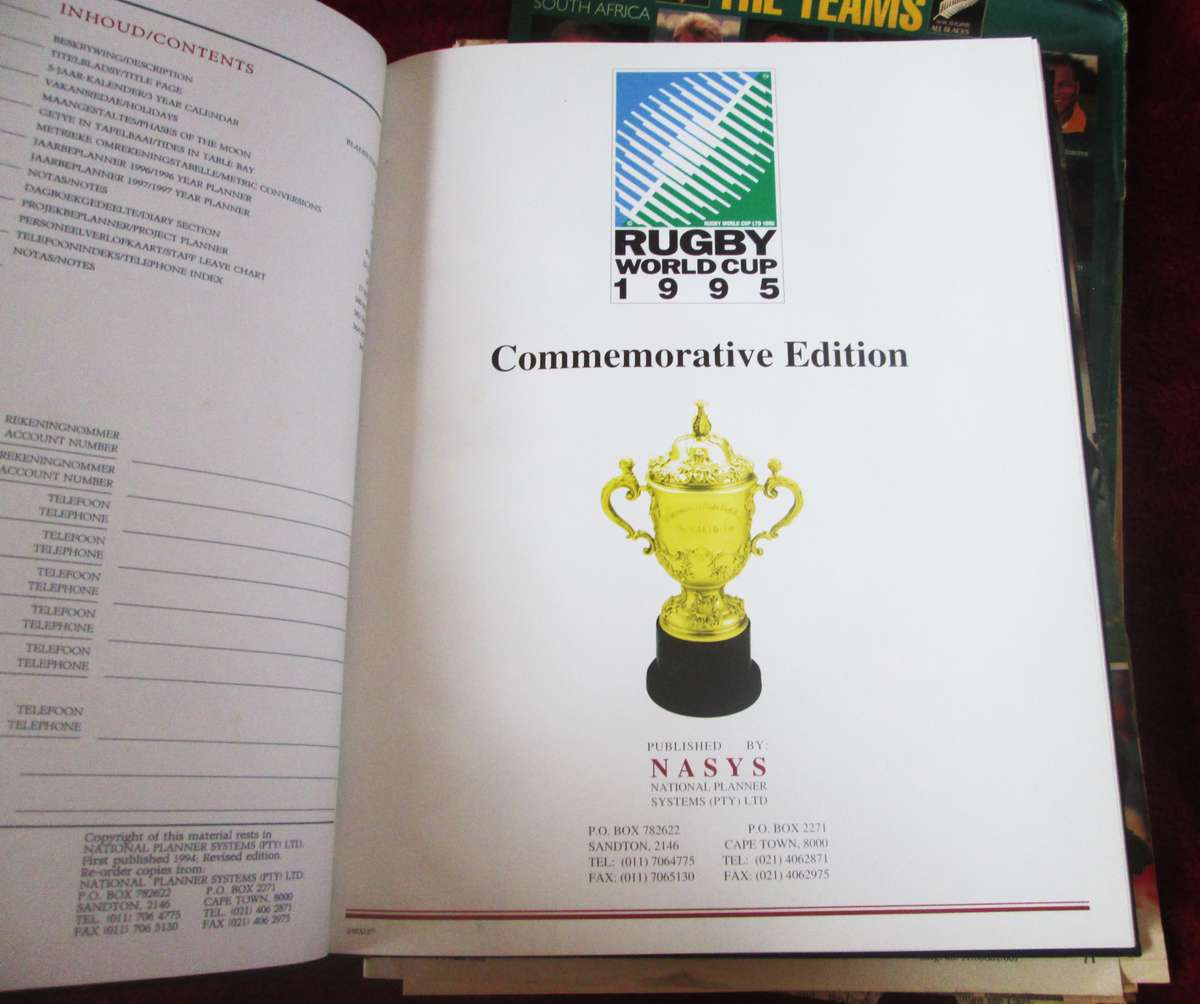 INHOUD/CONTENTS
BESKRYWING/DESCRIPTION
TITELBLADSY/TITLE PAGE
3-JAAR-KALENDER/3 YEAR CALENDAR
VAKANSIEDAE/HOLIDAYS
MAANGESTALTES/PHASES OF THE MOON
GETYE IN TAFELBAAI/TIDES IN TABLE BAY
METRIEKE OMREKENINGSTABELLE/METRIC CONVERSIONS
JAARBEPLANNER 1996/1996 YEAR PLANNER
JAARBEPLANNER 1997/1997 YEAR PLANNER
NOTAS/NOTES
DAGBOEKGEDEELTE/DIARY SECTION
PROJEKBEPLANNER/PROJECT PLANNER
PERSONEELVERLOFKAART/STAFF LEAVE CHART
TELEFOONINDEKS/TELEPHONE INDEX
NOTAS/NOTES
REKENINGNOMMER
ACCOUNT NUMBER
REKENINGNOMMER
ACCOUNT NUMBER
TELEFOON
TELEPHONE
TELEFOON
TELEPHONE
TELEFOON
TELEPHONE
TELEFOON
TELEPHONE
TELEFOON
TELEPHONE
TELEFOON
TELEPHONE
Copyright of this material rests in
NATIONAL PLANNER SYSTEMS (PTY) LTD.
First published 1994; Revised edition.
Re-order copies from:
NATIONAL PLANNER SYSTEMS (PTY) LTD
P.O. BOX 782622 P.O. BOX 2271
SANDTON, 2146 CAPE TOWN, 8000
TEL. (011) 706 4775 TEL. (021) 406 2871
FAX (011) 706 5130 FAX (021) 406 2975
SOUTH AFRICA
THE TEAMS
ALL BLACKS
RUGBY WORLD CUP LTD
RUGBY
WORLD CUP
1995
Commemorative Edition
PUBLISHED BY:
NASYS
NATIONAL PLANNER
SYSTEMS (PTY) LTD
P.O. BOX 782622 P.O. BOX 2271
SANDTON, 2146 CAPE TOWN, 8000
TEL: (011) 7064775 TEL: (021) 4062871
FAX: (011) 7065130 FAX: (021) 4062975